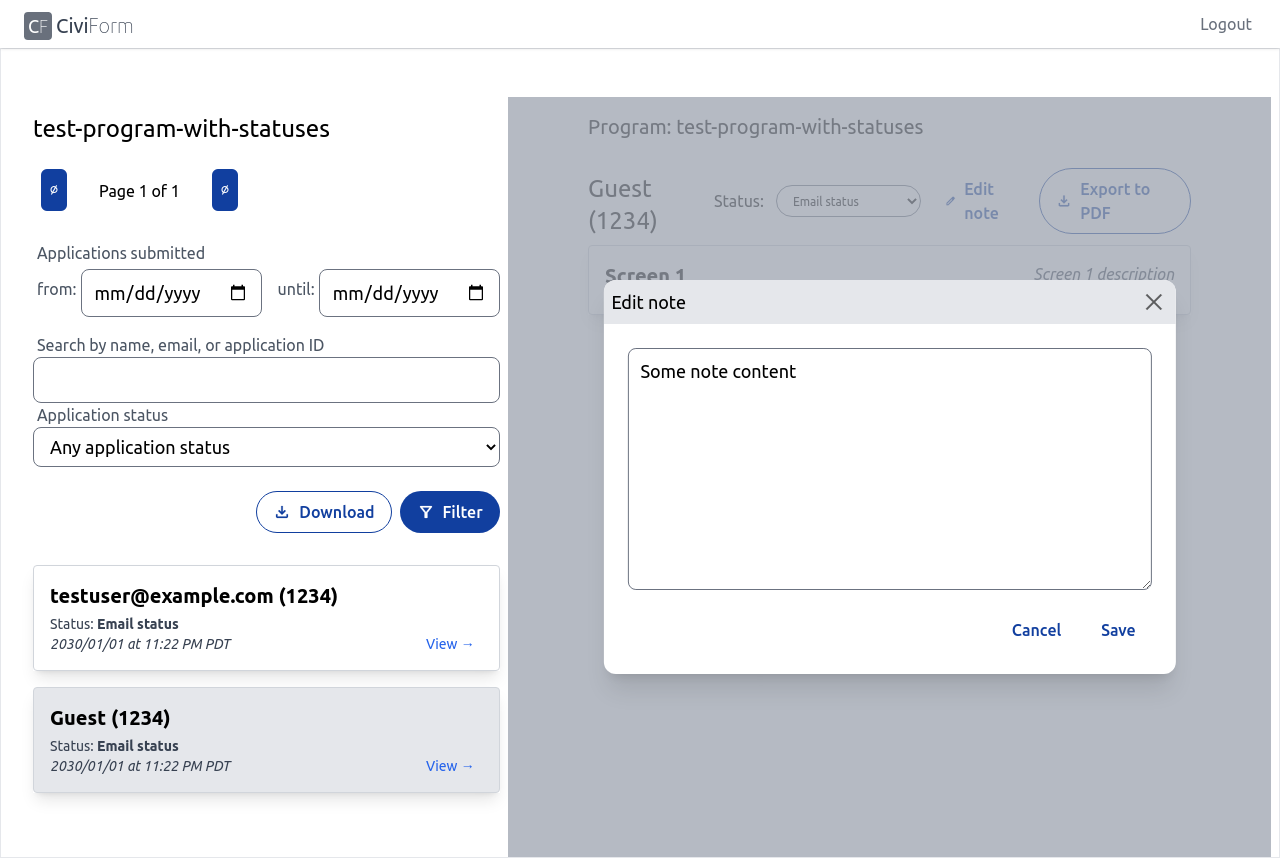 CF CiviForm
Logout
test-program-with-statuses
Page 1 of 1
Applications submitted
from: mm/dd/yyyy until: mm/dd/yyyy
Search by name, email, or application ID
Application status
Any application status
Download Filter
testuser@example.com (1234)
Status: Email status
2030/01/01 at 11:22 PM PDT View →
Guest (1234)
Status: Email status
2030/01/01 at 11:22 PM PDT View →
Program: test-program-with-statuses
Guest
(1234)
Status: Email status
Edit
note
Export to
PDF
Screen 1 Screen 1 description
Edit note
Some note content
Cancel Save